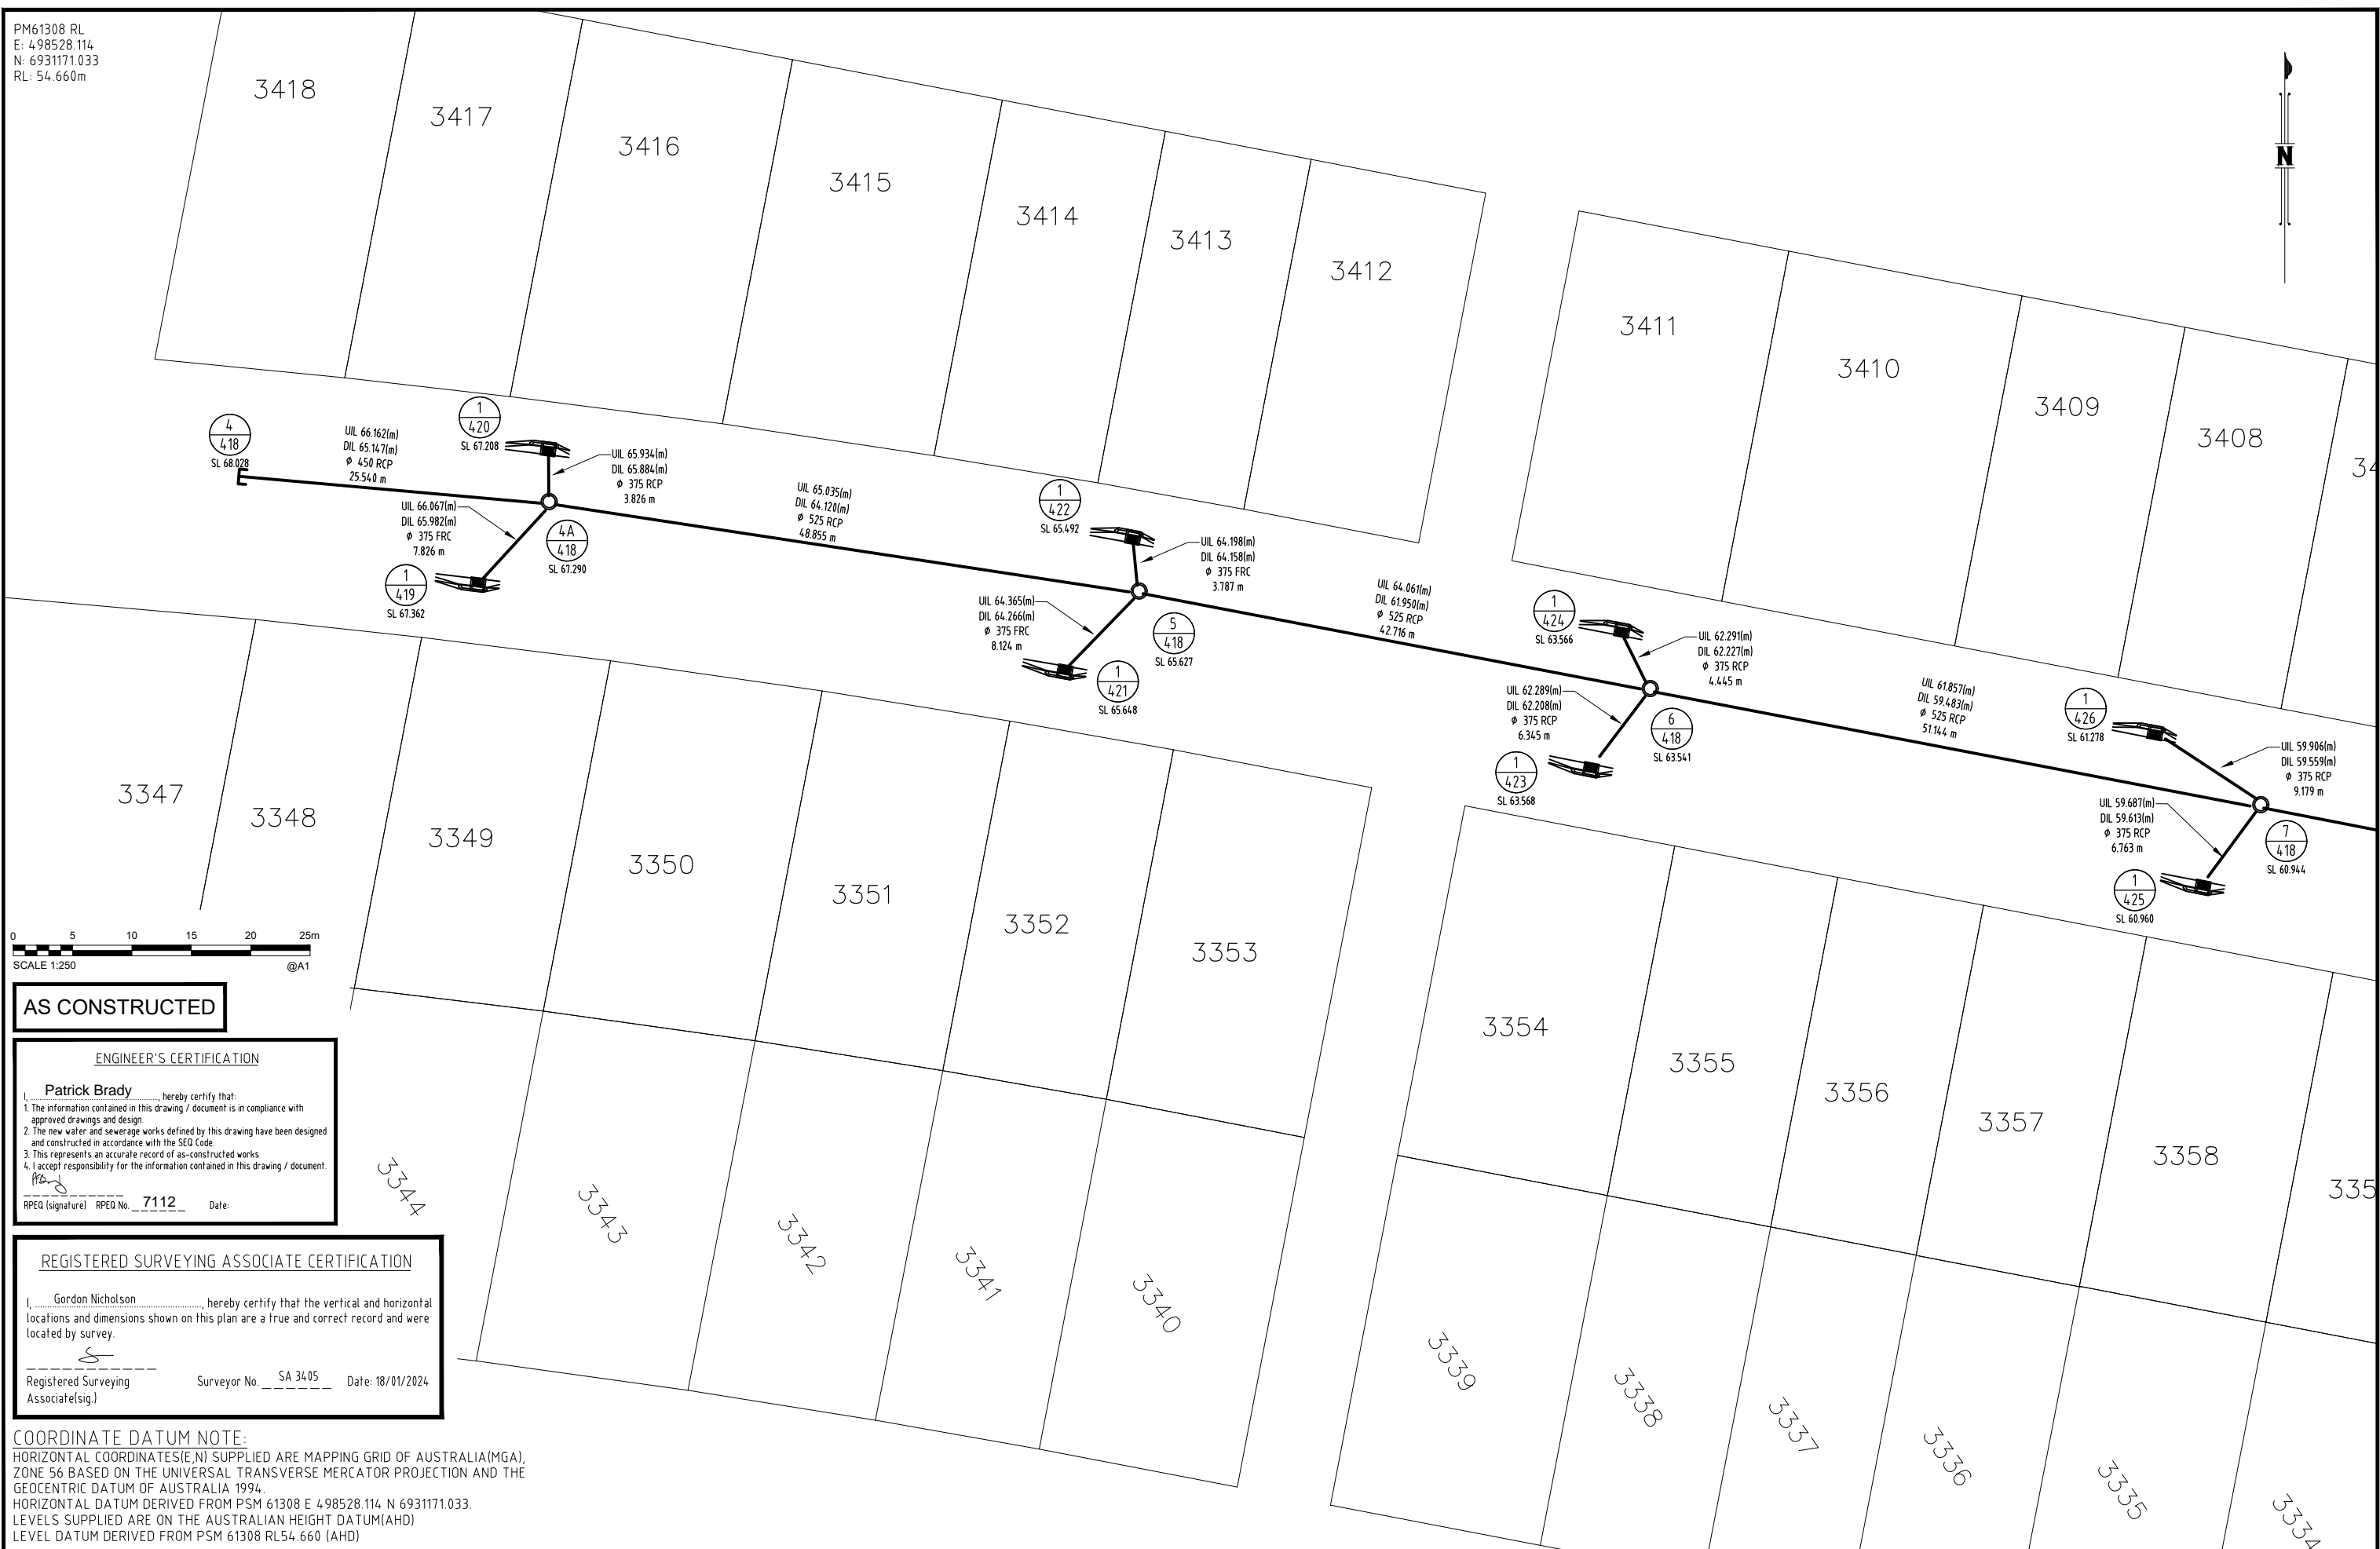 PM61308 RL
E: 498528.114
N: 6931171.033
RL: 54.660m
N
3418
3417
3416
3415
3414
3413
3412
3411
3410
3409
3408
34
4
418
SL 68.028
UIL 66.162(m)
DIL 65.147(m)
ϕ 450 RCP
25.540 m
1
420
SL 67.208
UIL 65.934(m)
DIL 65.884(m)
ϕ 375 RCP
3.826 m
UIL 66.067(m)
DIL 65.982(m)
ϕ 375 FRC
7.826 m
4A
418
SL 67.290
1
419
SL 67.362
UIL 65.035(m)
DIL 64.120(m)
ϕ 525 RCP
48.855 m
1
422
SL 65.492
UIL 64.198(m)
DIL 64.158(m)
ϕ 375 FRC
3.787 m
UIL 64.365(m)
DIL 64.266(m)
ϕ 375 FRC
8.124 m
5
418
SL 65.627
1
421
SL 65.648
UIL 64.061(m)
DIL 61.950(m)
ϕ 525 RCP
42.716 m
1
424
SL 63.566
UIL 62.291(m)
DIL 62.227(m)
ϕ 375 RCP
4.445 m
UIL 62.289(m)
DIL 62.208(m)
ϕ 375 RCP
6.345 m
6
418
SL 63.541
1
423
SL 63.568
UIL 61.857(m)
DIL 59.483(m)
ϕ 525 RCP
51.144 m
1
426
SL 61.278
UIL 59.906(m)
DIL 59.559(m)
ϕ 375 RCP
9.179 m
UIL 59.687(m)
DIL 59.613(m)
ϕ 375 RCP
6.763 m
7
418
SL 60.944
1
425
SL 60.960
3347
3348
3349
3350
3351
3352
3353
3354
3355
3356
3357
3358
335
3344
3343
3342
3341
3340
3339
3338
3337
3336
3335
3334
0 5 10 15 20 25m
SCALE 1:250 @A1
AS CONSTRUCTED
ENGINEER'S CERTIFICATION
I, Patrick Brady, hereby certify that:
1. The information contained in this drawing / document is in compliance with
approved drawings and design.
2. The new water and sewerage works defined by this drawing have been designed
and constructed in accordance with the SEQ Code.
3. This represents an accurate record of as-constructed works
4. I accept responsibility for the information contained in this drawing / document.
RPEQ (signature) RPEQ No. 7112 Date:
REGISTERED SURVEYING ASSOCIATE CERTIFICATION
I, Gordon Nicholson, hereby certify that the vertical and horizontal
locations and dimensions shown on this plan are a true and correct record and were
located by survey.
Registered Surveying Surveyor No. SA 3405 Date: 18/01/2024
Associate(sig.)
COORDINATE DATUM NOTE:
HORIZONTAL COORDINATES(E,N) SUPPLIED ARE MAPPING GRID OF AUSTRALIA(MGA),
ZONE 56 BASED ON THE UNIVERSAL TRANSVERSE MERCATOR PROJECTION AND THE
GEOCENTRIC DATUM OF AUSTRALIA 1994.
HORIZONTAL DATUM DERIVED FROM PSM 61308 E 498528.114 N 6931171.033.
LEVELS SUPPLIED ARE ON THE AUSTRALIAN HEIGHT DATUM(AHD)
LEVEL DATUM DERIVED FROM PSM 61308 RL54.660 (AHD)